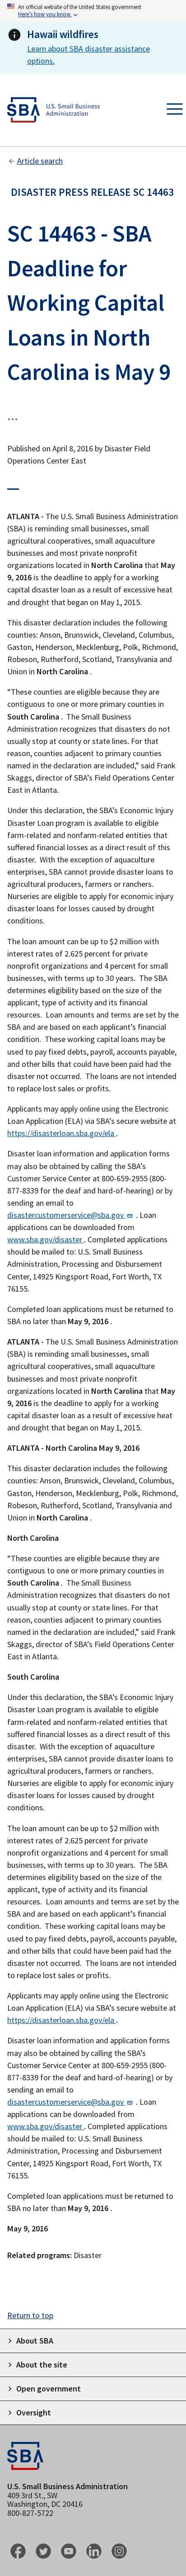 An official website of the United States government
Here's how you know
Hawaii wildfires
Learn about SBA disaster assistance
options.
SBA
U.S. Small Business
Administration
Article search
DISASTER PRESS RELEASE SC 14463
SC 14463 - SBA
Deadline for
Working Capital
Loans in North
Carolina is May 9
Published on April 8, 2016 by Disaster Field
Operations Center East
ATLANTA - The U.S. Small Business Administration
(SBA) is reminding small businesses, small
agricultural cooperatives, small aquaculture
businesses and most private nonprofit
organizations located in North Carolina that May
9, 2016 is the deadline to apply for a working
capital disaster loan as a result of excessive heat
and drought that began on May 1, 2015.
This disaster declaration includes the following
counties: Anson, Brunswick, Cleveland, Columbus,
Gaston, Henderson, Mecklenburg, Polk, Richmond,
Robeson, Rutherford, Scotland, Transylvania and
Union in North Carolina .
“These counties are eligible because they are
contiguous to one or more primary counties in
South Carolina .  The Small Business
Administration recognizes that disasters do not
usually stop at county or state lines. For that
reason, counties adjacent to primary counties
named in the declaration are included,” said Frank
Skaggs, director of SBA’s Field Operations Center
East in Atlanta.
Under this declaration, the SBA’s Economic Injury
Disaster Loan program is available to eligible
farm-related and nonfarm-related entities that
suffered financial losses as a direct result of this
disaster.  With the exception of aquaculture
enterprises, SBA cannot provide disaster loans to
agricultural producers, farmers or ranchers.
Nurseries are eligible to apply for economic injury
disaster loans for losses caused by drought
conditions.
The loan amount can be up to $2 million with
interest rates of 2.625 percent for private
nonprofit organizations and 4 percent for small
businesses, with terms up to 30 years.  The SBA
determines eligibility based on the size of the
applicant, type of activity and its financial
resources.  Loan amounts and terms are set by the
SBA and are based on each applicant’s financial
condition.  These working capital loans may be
used to pay fixed debts, payroll, accounts payable,
and other bills that could have been paid had the
disaster not occurred.  The loans are not intended
to replace lost sales or profits.
Applicants may apply online using the Electronic
Loan Application (ELA) via SBA’s secure website at
https://disasterloan.sba.gov/ela .
Disaster loan information and application forms
may also be obtained by calling the SBA’s
Customer Service Center at 800-659-2955 (800-
877-8339 for the deaf and hard-of-hearing) or by
sending an email to
disastercustomerservice@sba.gov . Loan
applications can be downloaded from
www.sba.gov/disaster . Completed applications
should be mailed to: U.S. Small Business
Administration, Processing and Disbursement
Center, 14925 Kingsport Road, Fort Worth, TX
76155.
Completed loan applications must be returned to
SBA no later than May 9, 2016 .
ATLANTA - The U.S. Small Business Administration
(SBA) is reminding small businesses, small
agricultural cooperatives, small aquaculture
businesses and most private nonprofit
organizations located in North Carolina that May
9, 2016 is the deadline to apply for a working
capital disaster loan as a result of excessive heat
and drought that began on May 1, 2015.
ATLANTA - North Carolina May 9, 2016
This disaster declaration includes the following
counties: Anson, Brunswick, Cleveland, Columbus,
Gaston, Henderson, Mecklenburg, Polk, Richmond,
Robeson, Rutherford, Scotland, Transylvania and
Union in North Carolina .
North Carolina
“These counties are eligible because they are
contiguous to one or more primary counties in
South Carolina .  The Small Business
Administration recognizes that disasters do not
usually stop at county or state lines. For that
reason, counties adjacent to primary counties
named in the declaration are included,” said Frank
Skaggs, director of SBA’s Field Operations Center
East in Atlanta.
South Carolina
Under this declaration, the SBA’s Economic Injury
Disaster Loan program is available to eligible
farm-related and nonfarm-related entities that
suffered financial losses as a direct result of this
disaster.  With the exception of aquaculture
enterprises, SBA cannot provide disaster loans to
agricultural producers, farmers or ranchers.
Nurseries are eligible to apply for economic injury
disaster loans for losses caused by drought
conditions.
The loan amount can be up to $2 million with
interest rates of 2.625 percent for private
nonprofit organizations and 4 percent for small
businesses, with terms up to 30 years.  The SBA
determines eligibility based on the size of the
applicant, type of activity and its financial
resources.  Loan amounts and terms are set by the
SBA and are based on each applicant’s financial
condition.  These working capital loans may be
used to pay fixed debts, payroll, accounts payable,
and other bills that could have been paid had the
disaster not occurred.  The loans are not intended
to replace lost sales or profits.
Applicants may apply online using the Electronic
Loan Application (ELA) via SBA’s secure website at
https://disasterloan.sba.gov/ela .
Disaster loan information and application forms
may also be obtained by calling the SBA’s
Customer Service Center at 800-659-2955 (800-
877-8339 for the deaf and hard-of-hearing) or by
sending an email to
disastercustomerservice@sba.gov . Loan
applications can be downloaded from
www.sba.gov/disaster . Completed applications
should be mailed to: U.S. Small Business
Administration, Processing and Disbursement
Center, 14925 Kingsport Road, Fort Worth, TX
76155.
Completed loan applications must be returned to
SBA no later than May 9, 2016 .
May 9, 2016
Related programs: Disaster
Return to top
About SBA
About the site
Open government
Oversight
SBA
U.S. Small Business Administration
409 3rd St., SW
Washington, DC 20416
800-827-5722